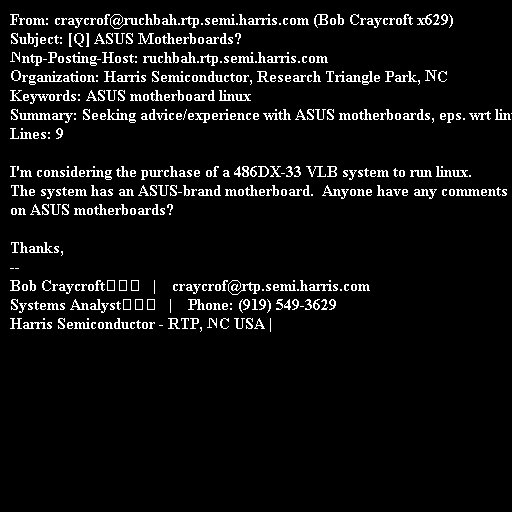 From: craycrof@ruchbah.rtp.semi.harris.com (Bob Craycroft x629)
Subject: [Q] ASUS Motherboards?
Nntp-Posting-Host: ruchbah.rtp.semi.harris.com
Organization: Harris Semiconductor, Research Triangle Park, NC
Keywords: ASUS motherboard linux
Summary: Seeking advice/experience with ASUS motherboards, eps. wrt
Lines: 9

I'm considering the purchase of a 486DX-33 VLB system to run linux.
The system has an ASUS-brand motherboard.  Anyone have any comments
on ASUS motherboards?

Thanks,
--
Bob Craycroft   |    craycrof@rtp.semi.harris.com
Systems Analyst   |    Phone: (919) 549-3629
Harris Semiconductor - RTP, NC USA |